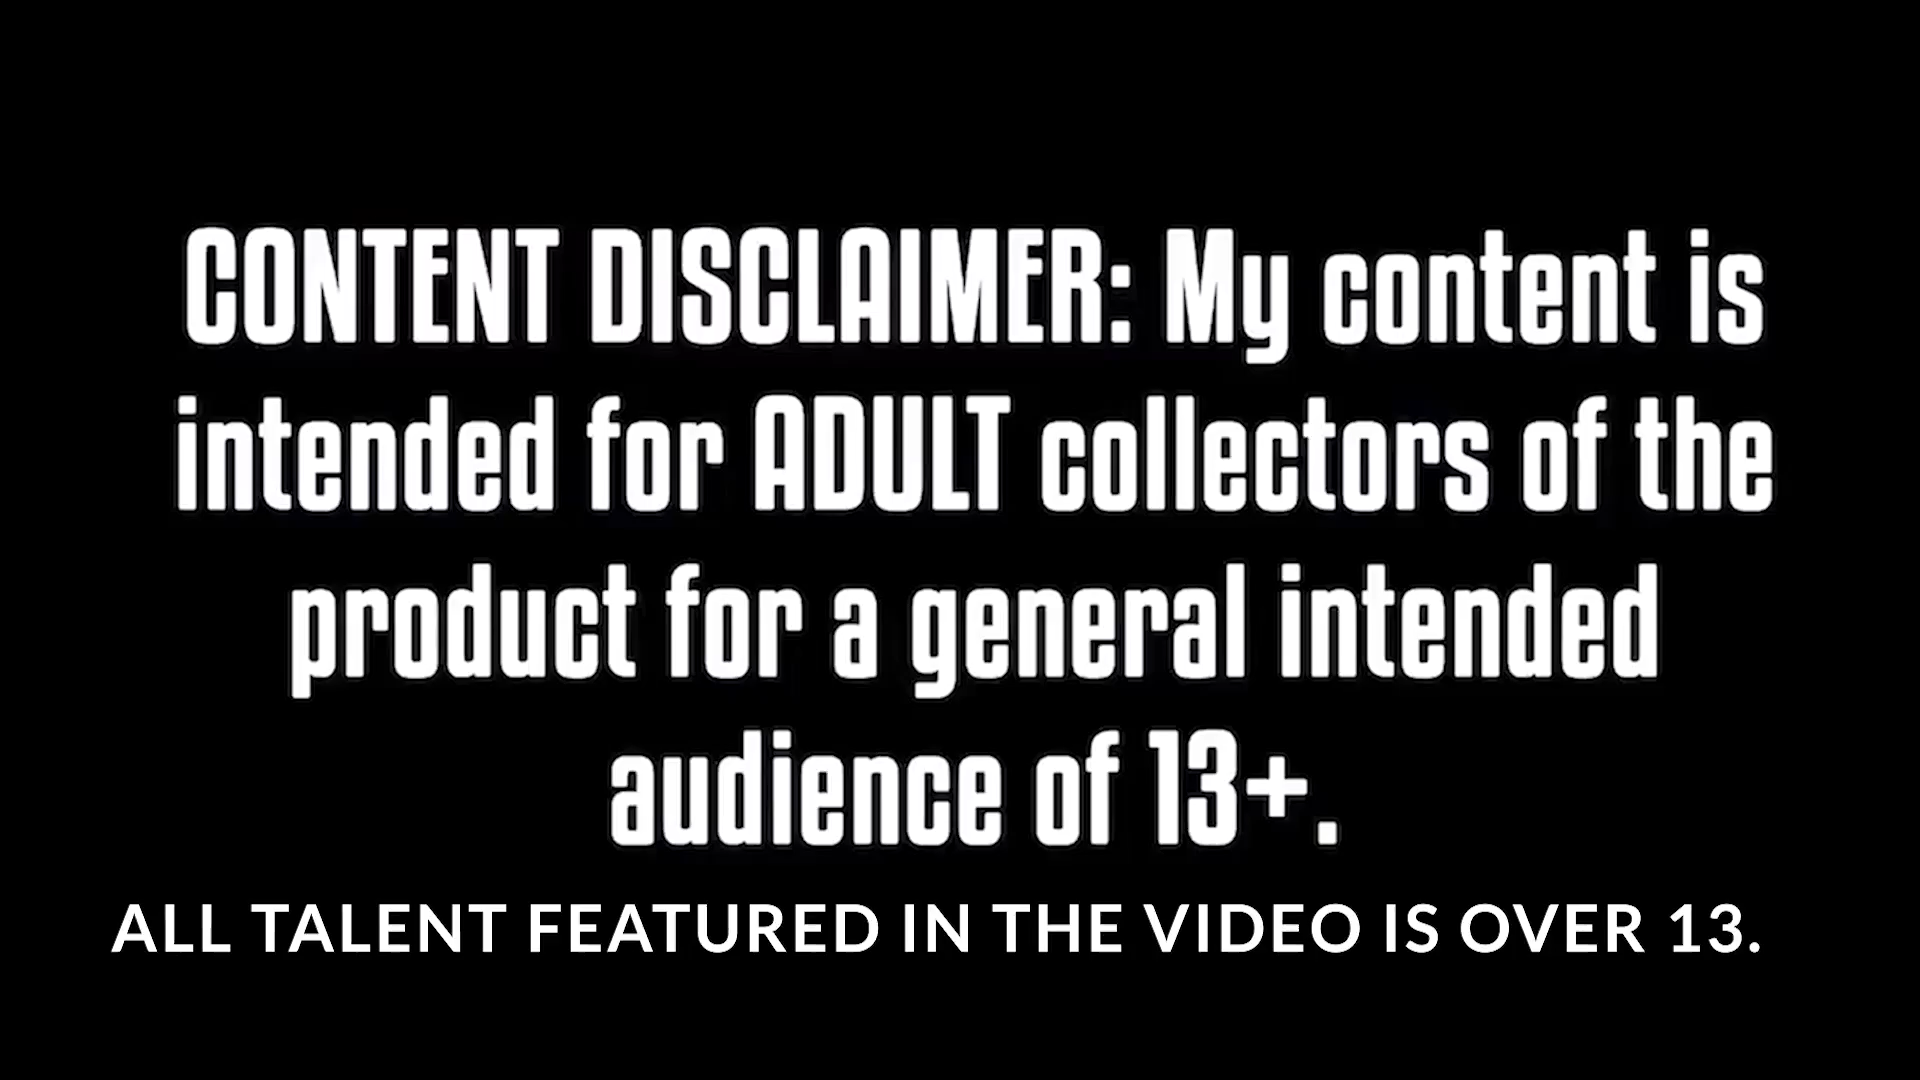 CONTENT DISCLAIMER: My content is
intended for ADULT collectors of the
product for a general intended
audience of 13+.
ALL TALENT FEATURED IN THE VIDEO IS OVER 13.